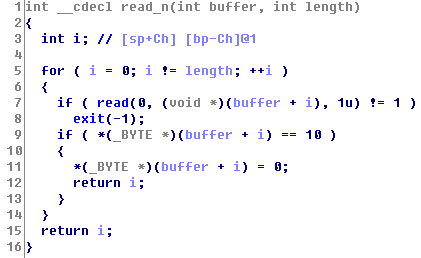 1 int __cdecl read_n(int buffer, int length)
2 {
3   int i; // [sp+Ch] [bp-Ch]@1
4
5   for ( i = 0; i != length; ++i )
6   {
7     if ( read(0, (void *)(buffer + i), 1u) != 1 )
8       exit(-1);
9     if ( *(_BYTE *)(buffer + i) == 10 )
10     {
11       *(_BYTE *)(buffer + i) = 0;
12       return i;
13     }
14   }
15   return i;
16 }